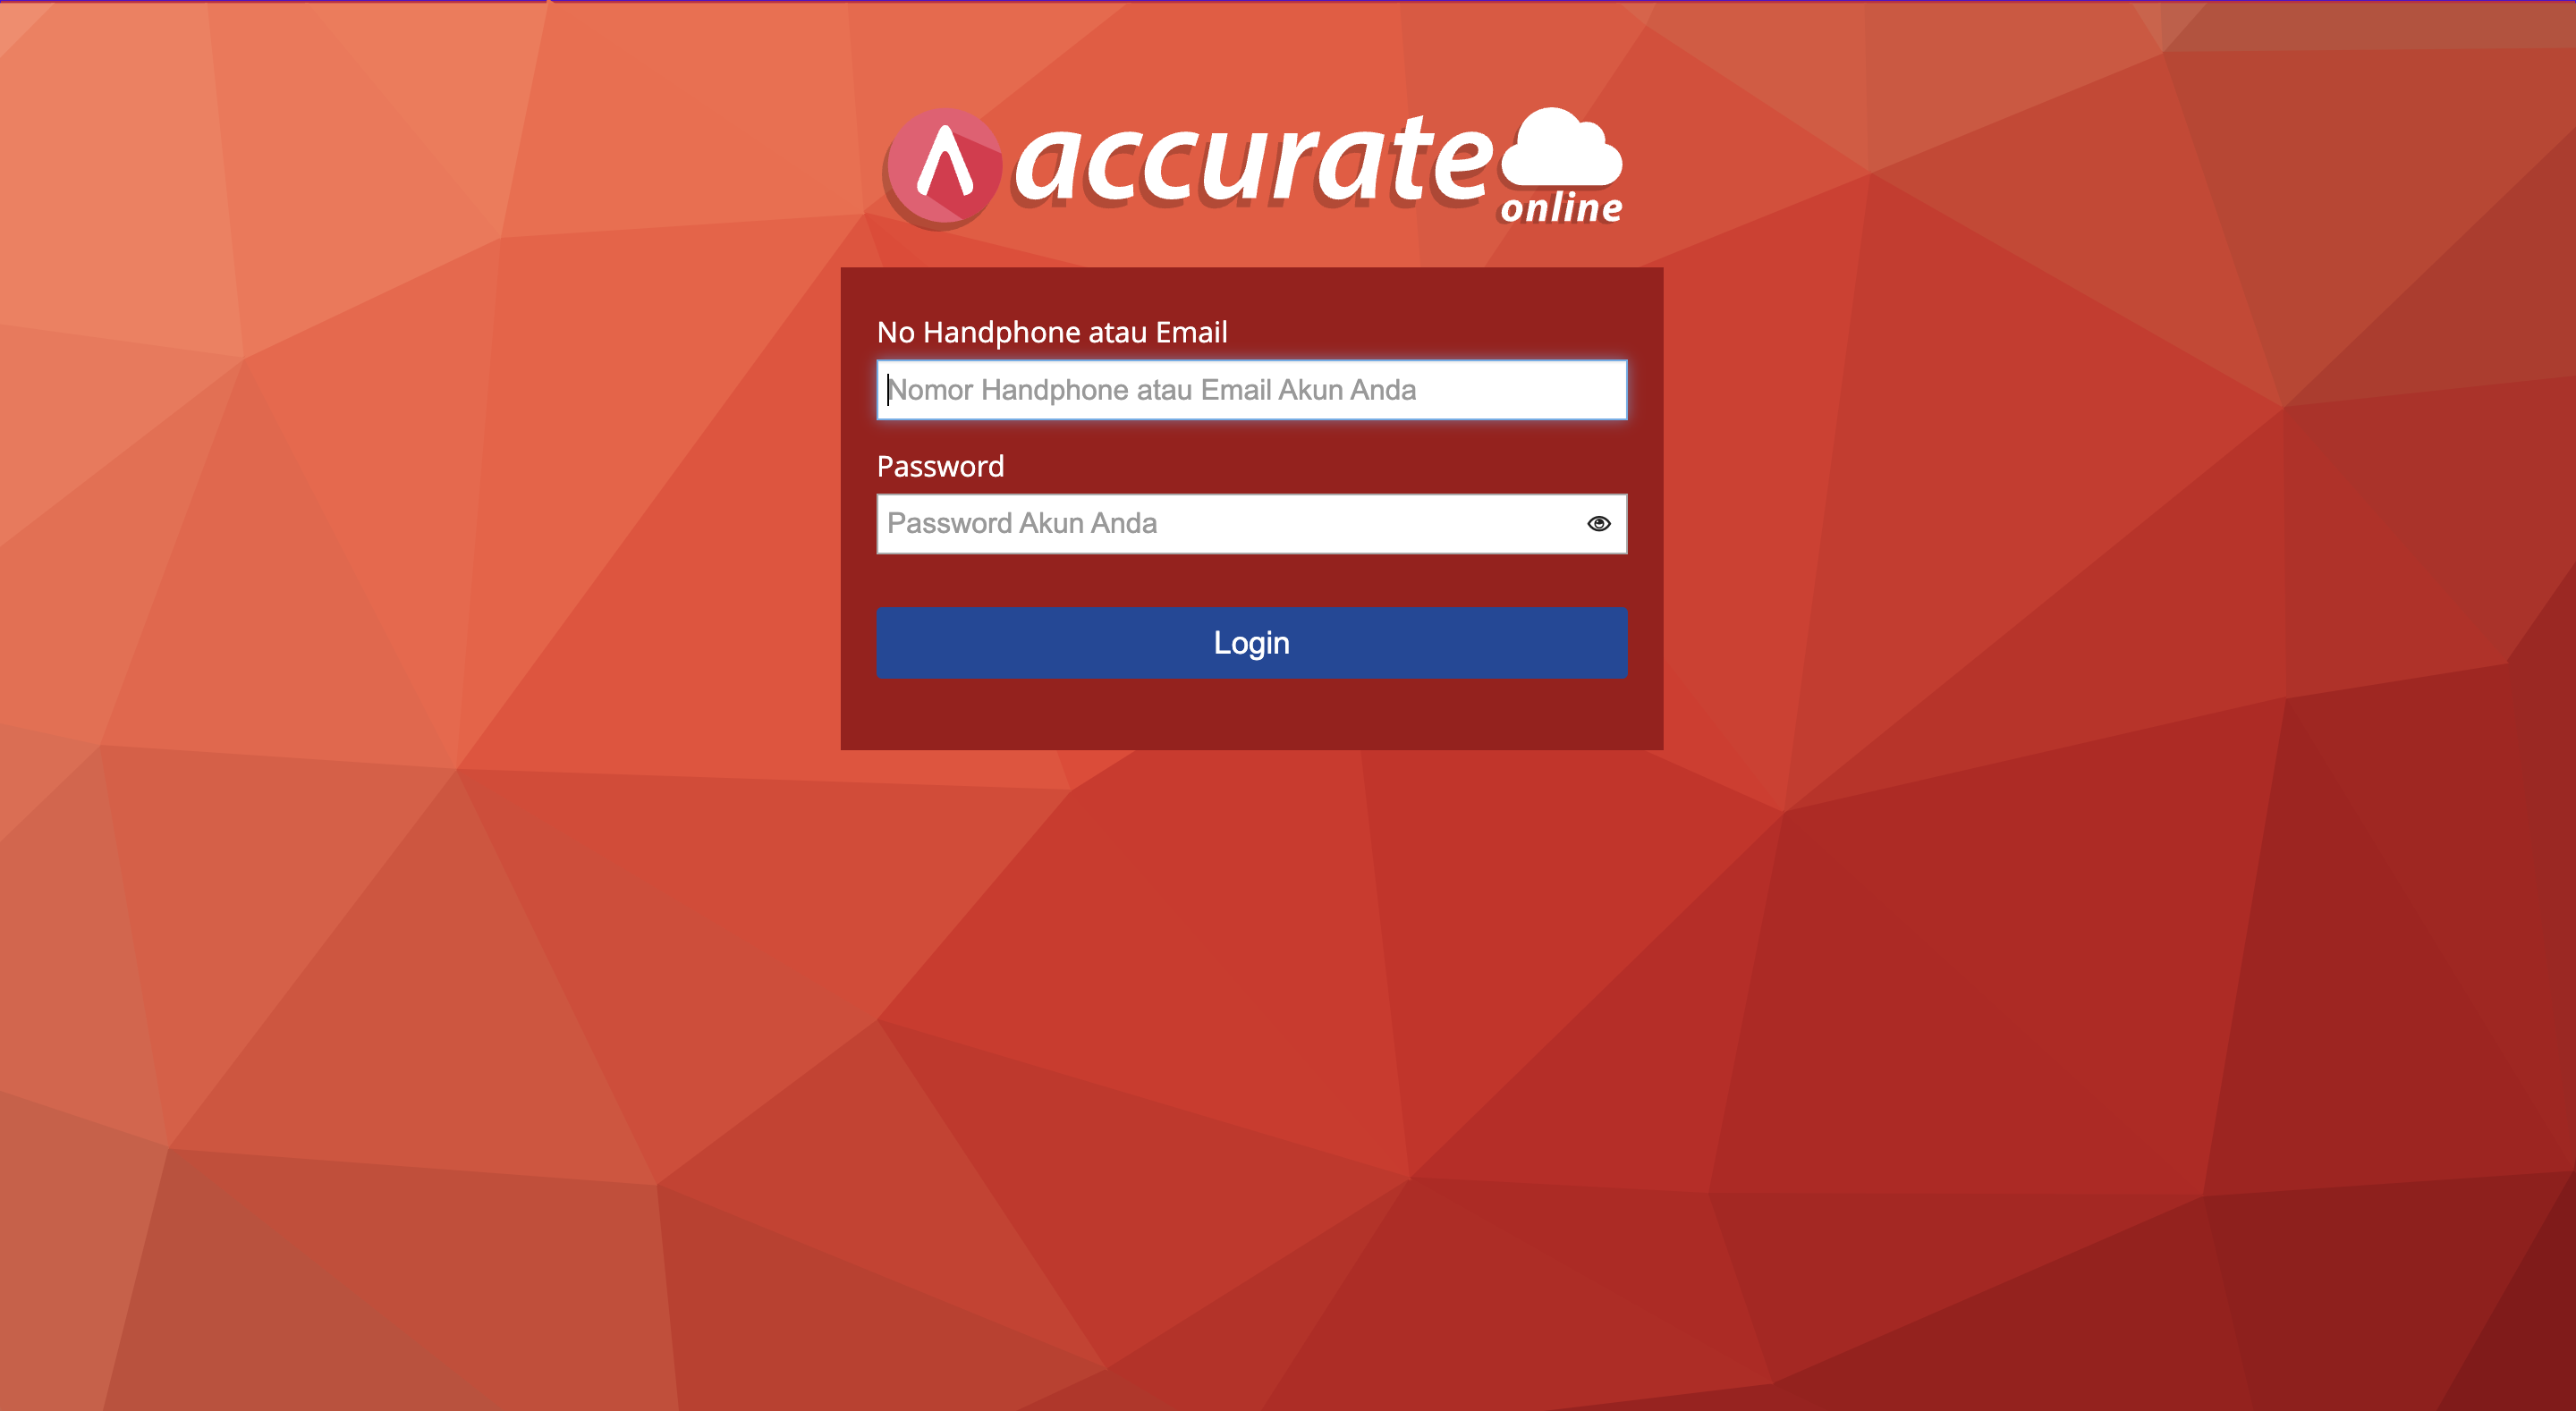 accurate
online
No Handphone atau Email
Nomor Handphone atau Email Akun Anda
Password
Password Akun Anda
Login